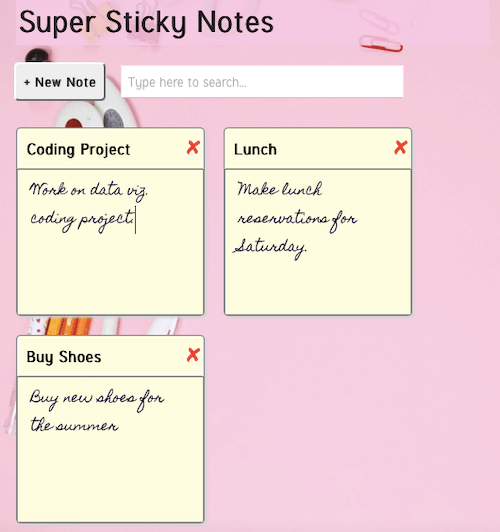 Super Sticky Notes
+ New Note
Type here to search...
Coding Project
Work on data viz.
coding project.
Lunch
Make lunch
reservations for
Saturday.
Buy Shoes
Buy new shoes for
the summer